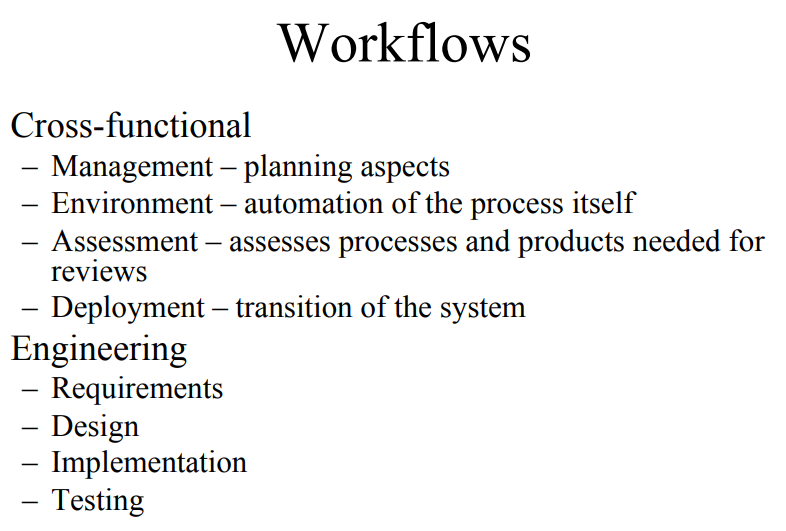 Workflows
Cross-functional
– Management – planning aspects
– Environment – automation of the process itself
– Assessment – assesses processes and products needed for
reviews
– Deployment – transition of the system
Engineering
– Requirements
– Design
– Implementation
– Testing